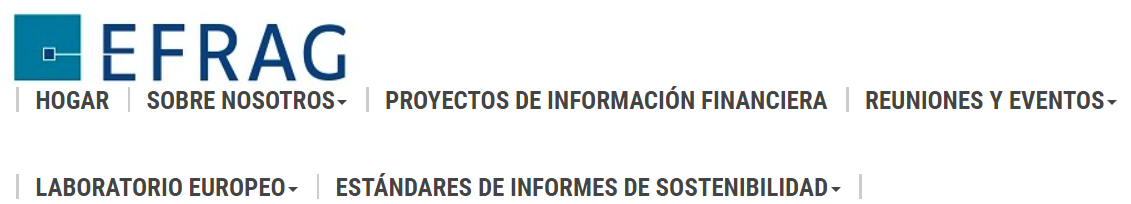 EFRAG
HOGAR SOBRE NOSOTROS PROYECTOS DE INFORMACIÓN FINANCIERA REUNIONES Y EVENTOS
LABORATORIO EUROPEO ESTÁNDARES DE INFORMES DE SOSTENIBILIDAD